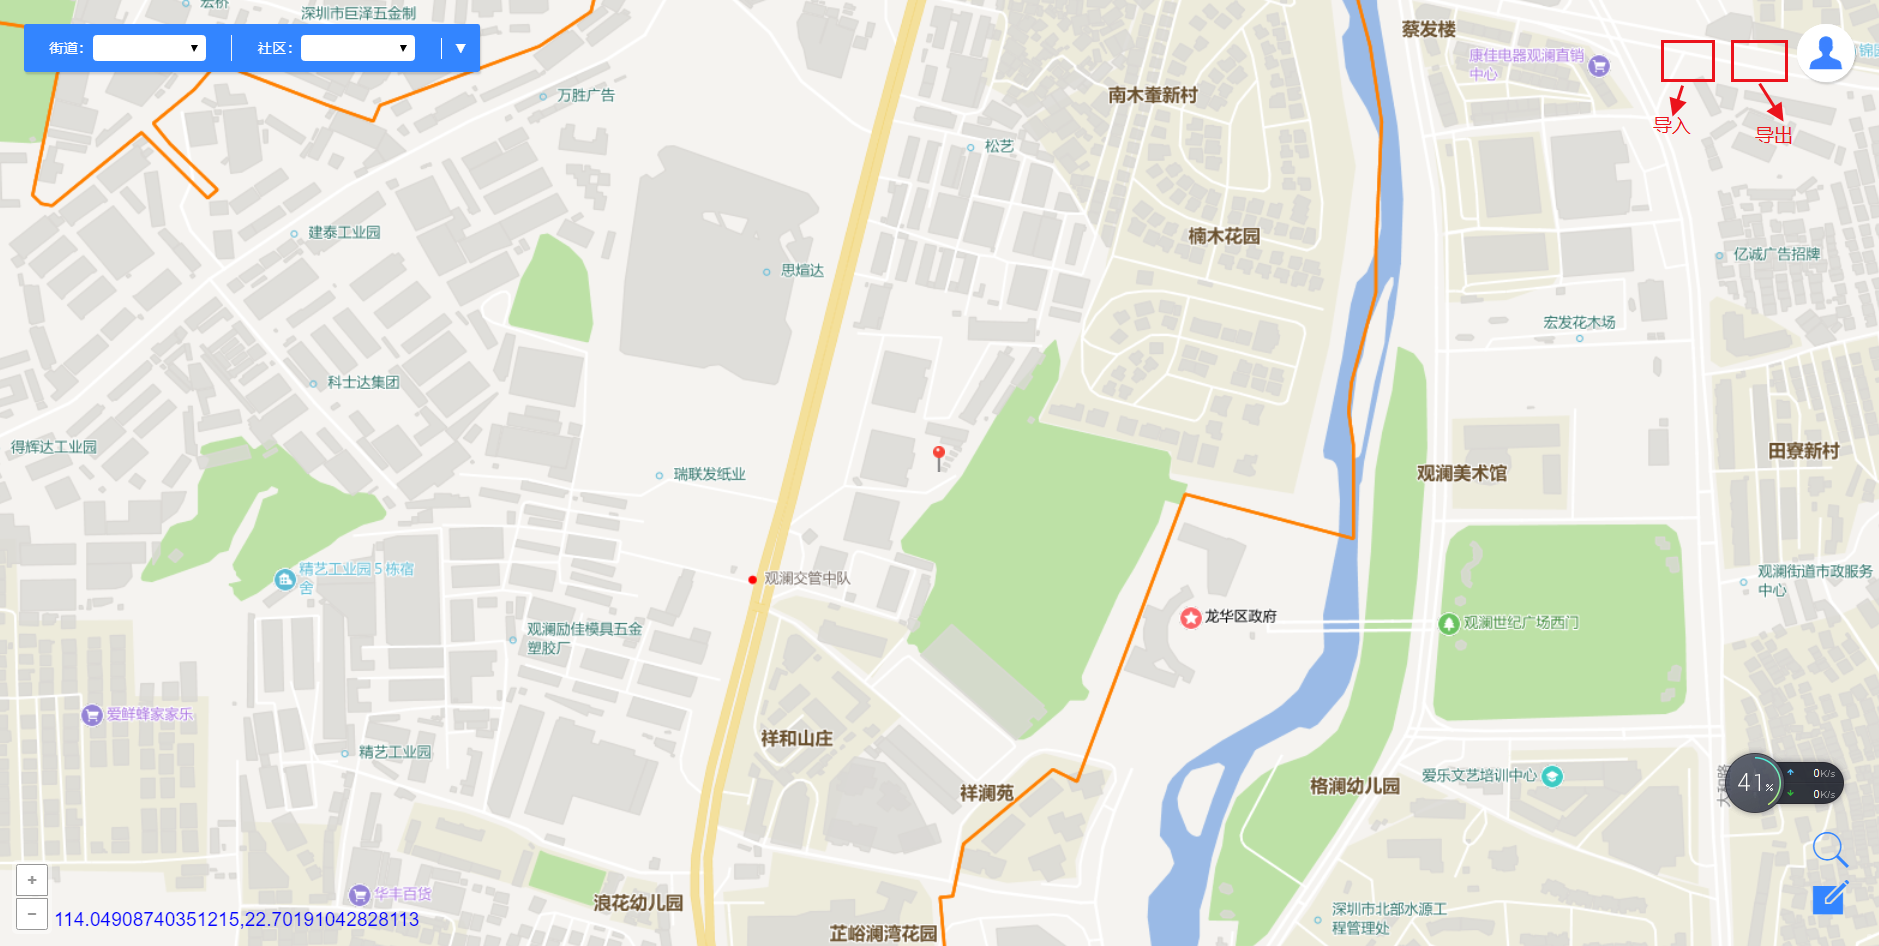 宏桥
深圳市巨泽五金制
蔡发楼
街道：
社区：
康佳电器观澜直销
中心
锦
万胜广告
南木輋新村
导入
导出
松艺
建泰工业园
楠木花园
亿诚广告招牌
思煊达
宏发花木场
科士达集团
得辉达工业园
田寮新村
瑞联发纸业
观澜美术馆
精艺工业园5栋宿
舍
观澜交管中队
观澜街道市政服务
中心
龙华区政府
观澜世纪广场西门
观澜励佳模具五金
塑胶厂
爱鲜蜂家家乐
祥和山庄
精艺工业园
爱乐文艺培训中心
格澜幼儿园
41%
0K/s
0K/s
祥澜苑
+
华丰百货
浪花幼儿园
−
114.04908740351215,22.70191042828113
深圳市北部水源工
程管理处
芷峪澜湾花园